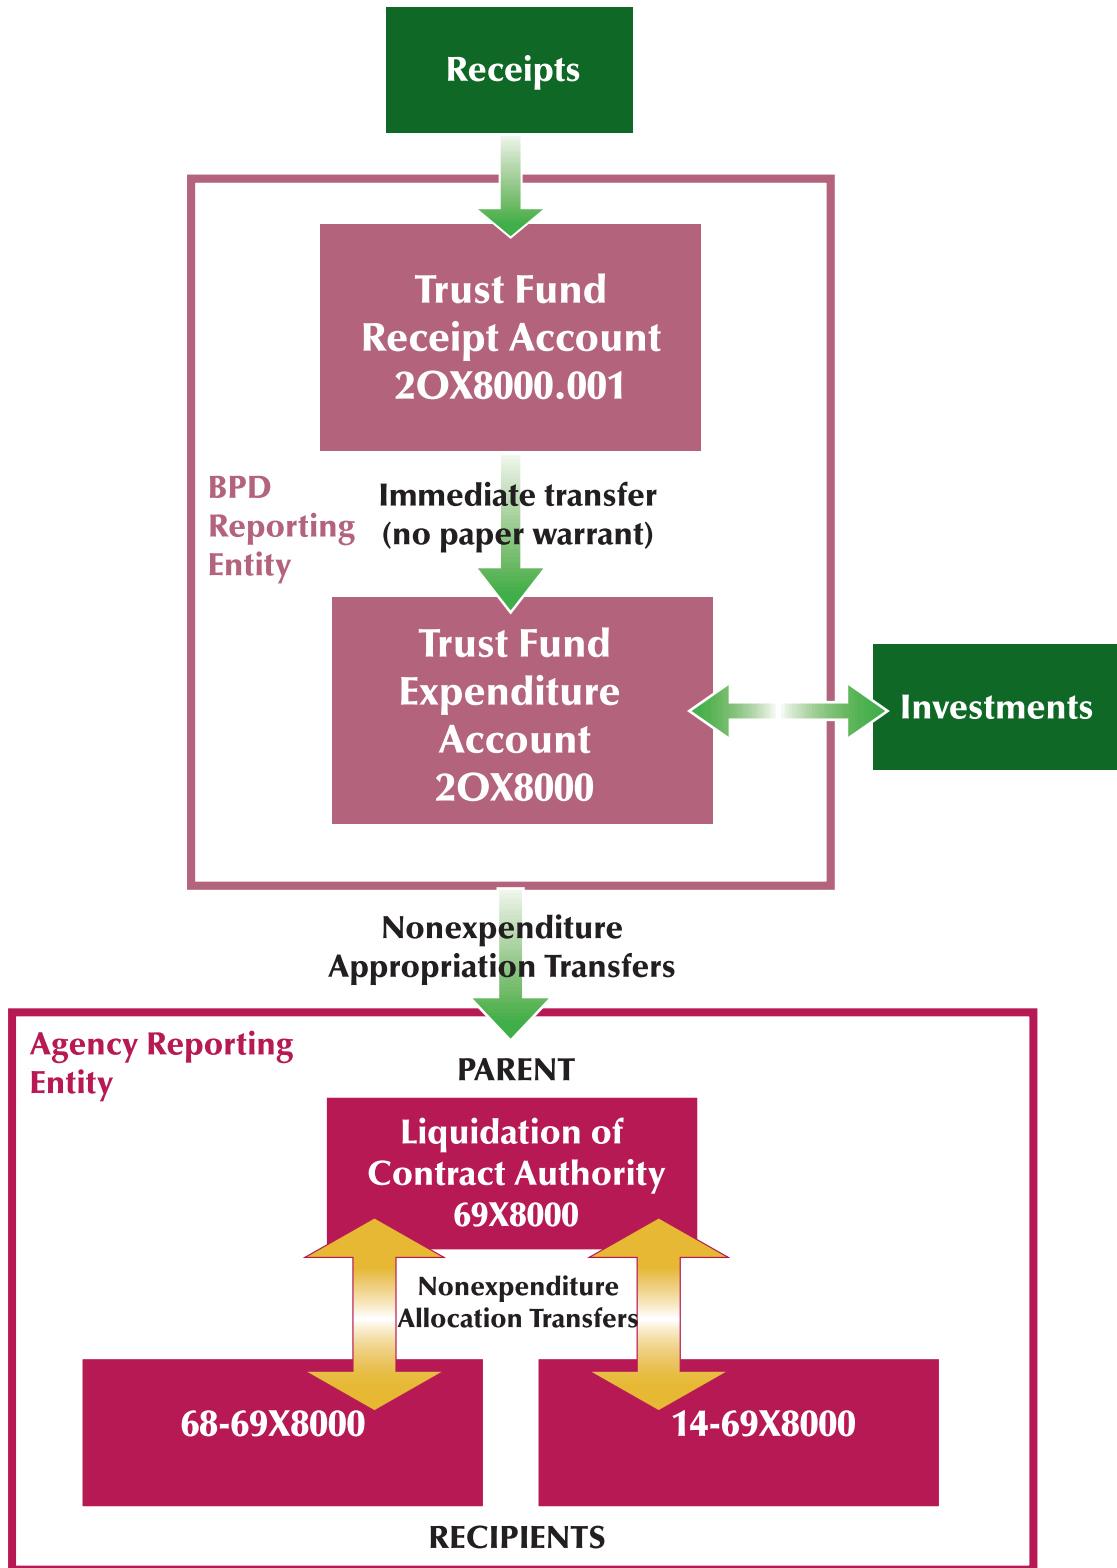 Receipts
Trust Fund
Receipt Account
2OX8000.001
BPD
Reporting
Entity
Immediate transfer
(no paper warrant)
Trust Fund
Expenditure
Account
2OX8000
Investments
Nonexpenditure
Appropriation Transfers
Agency Reporting
Entity
PARENT
Liquidation of
Contract Authority
69X8000
Nonexpenditure
Allocation Transfers
68-69X8000
14-69X8000
RECIPIENTS